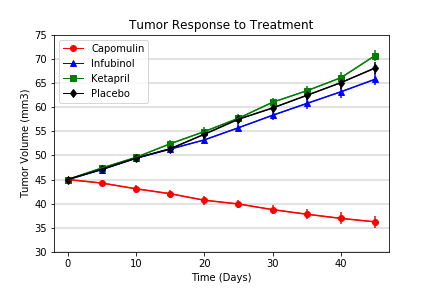 Tumor Response to Treatment
Capomulin
Infubinol
Ketapril
Placebo
Tumor Volume (mm3)
75
70
65
60
55
50
45
40
35
30
0 10 20 30 40
Time (Days)